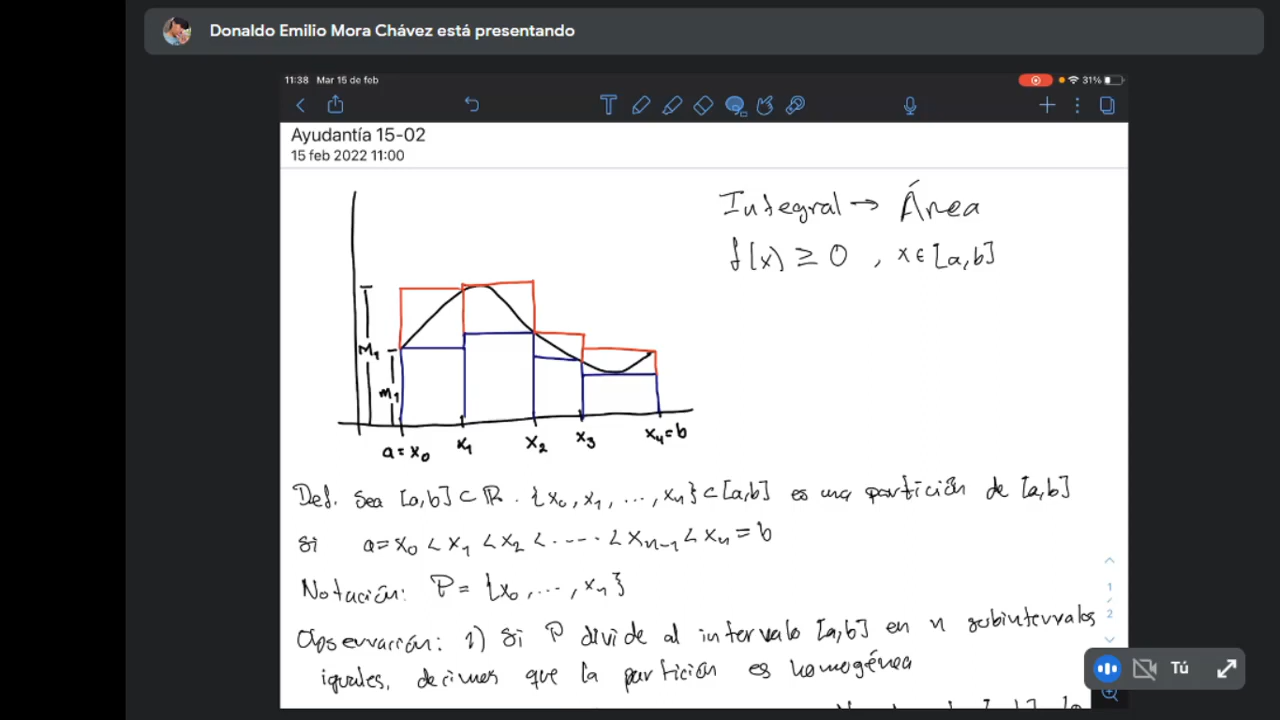 Donaldo Emilio Mora Chávez está presentando
11:38 Mar 15 de feb
31%
T
Ayudantía 15-02
15 feb 2022 11:00
Integral → Área
f(x) ≥ 0 , x ∈ [a,b]
M₁
m₁
a = x₀ x₁ x₂ x₃ x₄ = b
Def. Sea [a,b] ⊂ ℝ. {x₀, x₁, ..., xₙ} ⊂ [a,b] es una partición de [a,b]
si a = x₀ < x₁ < x₂ < ..... < xₙ₋₁ < xₙ = b
Notación: P = {x₀, ..., xₙ}
Observación: 1) Si P divide al intervalo [a,b] en n subintervalos
iguales, decimos que la partición es homogénea
1
2
Tú